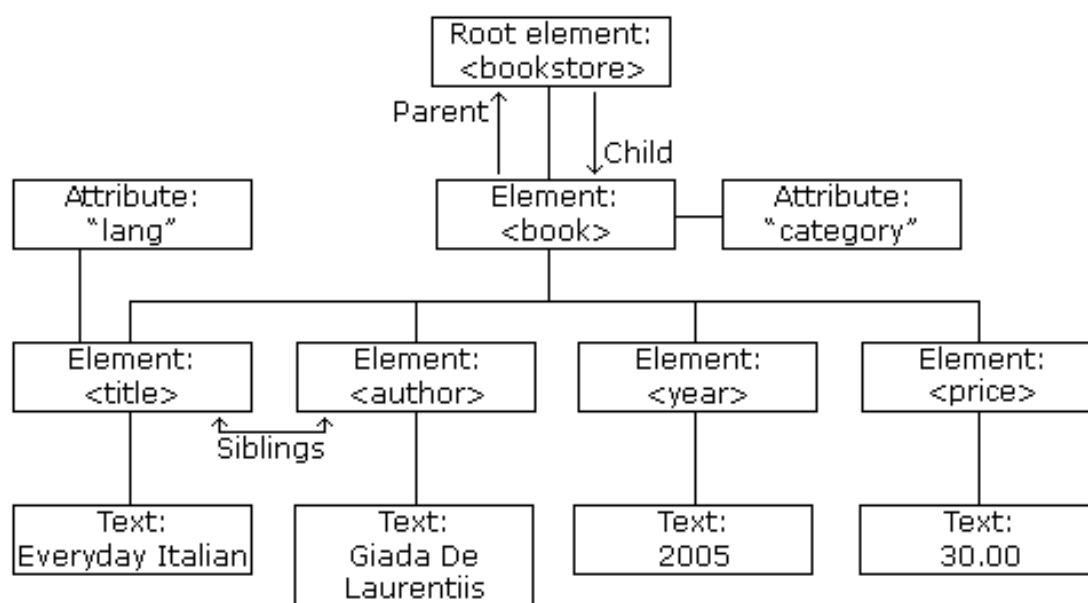 Root element:
<bookstore>
Parent
Child
Attribute:
“lang”
Element:
<book>
Attribute:
“category”
Element:
<title>
Element:
<author>
Element:
<year>
Element:
<price>
Siblings
Text:
Everyday Italian
Text:
Giada De
Laurentiis
Text:
2005
Text:
30.00